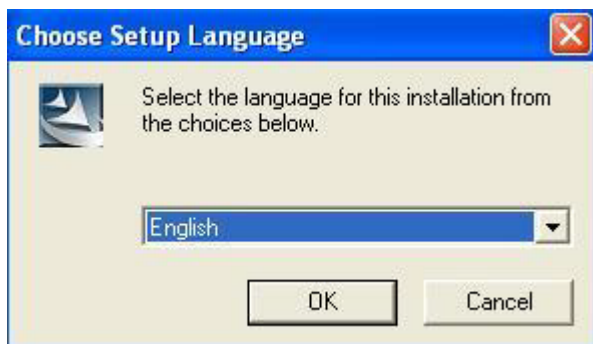 Choose Setup Language
Select the language for this installation from
the choices below.
English
OK
Cancel